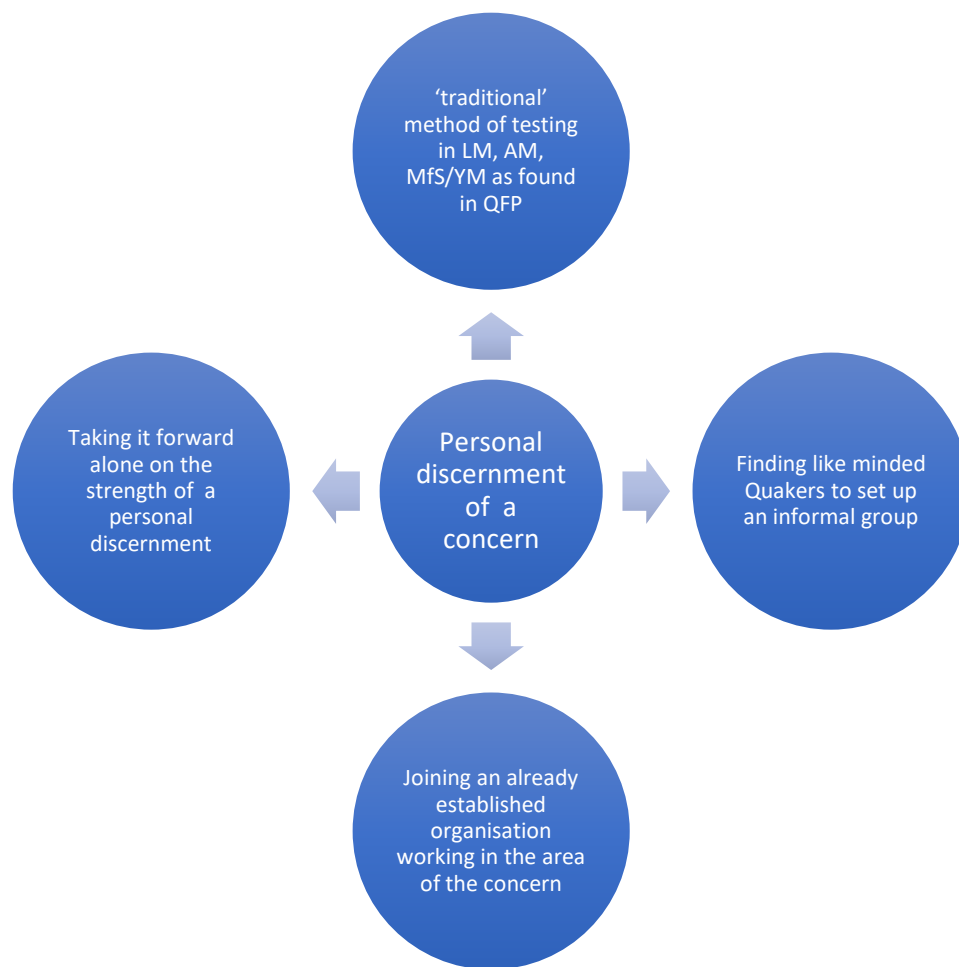 ‘traditional’
method of testing
in LM, AM,
MfS/YM as found
in QFP
Taking it forward
alone on the
strength of a
personal
discernment
Personal
discernment
of a
concern
Finding like minded
Quakers to set up
an informal group
Joining an already
established
organisation
working in the area
of the concern